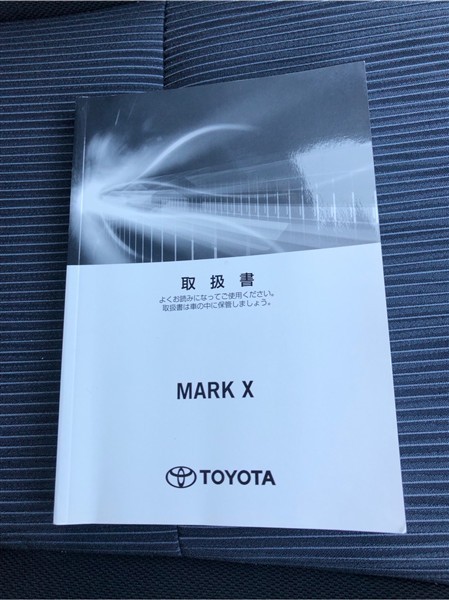 取扱書
よくお読みになってご使用ください。
取扱書は車の中に保管しましょう。
MARK X
TOYOTA